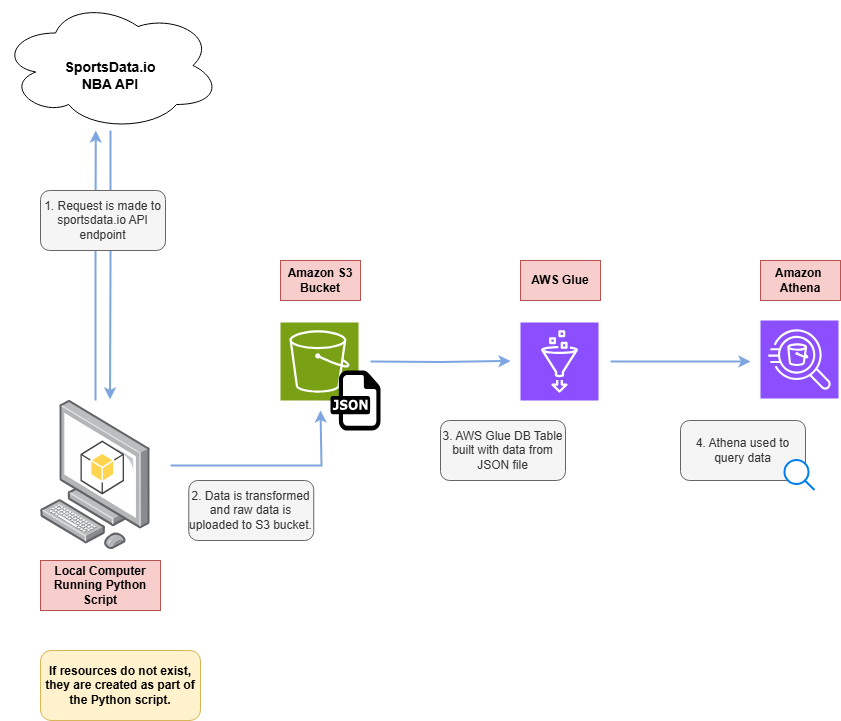 SportsData.io
NBA API
1. Request is made to
sportsdata.io API
endpoint
Amazon S3
Bucket
AWS Glue
Amazon
Athena
JSON
3. AWS Glue DB Table
built with data from
JSON file
4. Athena used to
query data
2. Data is transformed
and raw data is
uploaded to S3 bucket.
Local Computer
Running Python
Script
If resources do not exist,
they are created as part of
the Python script.